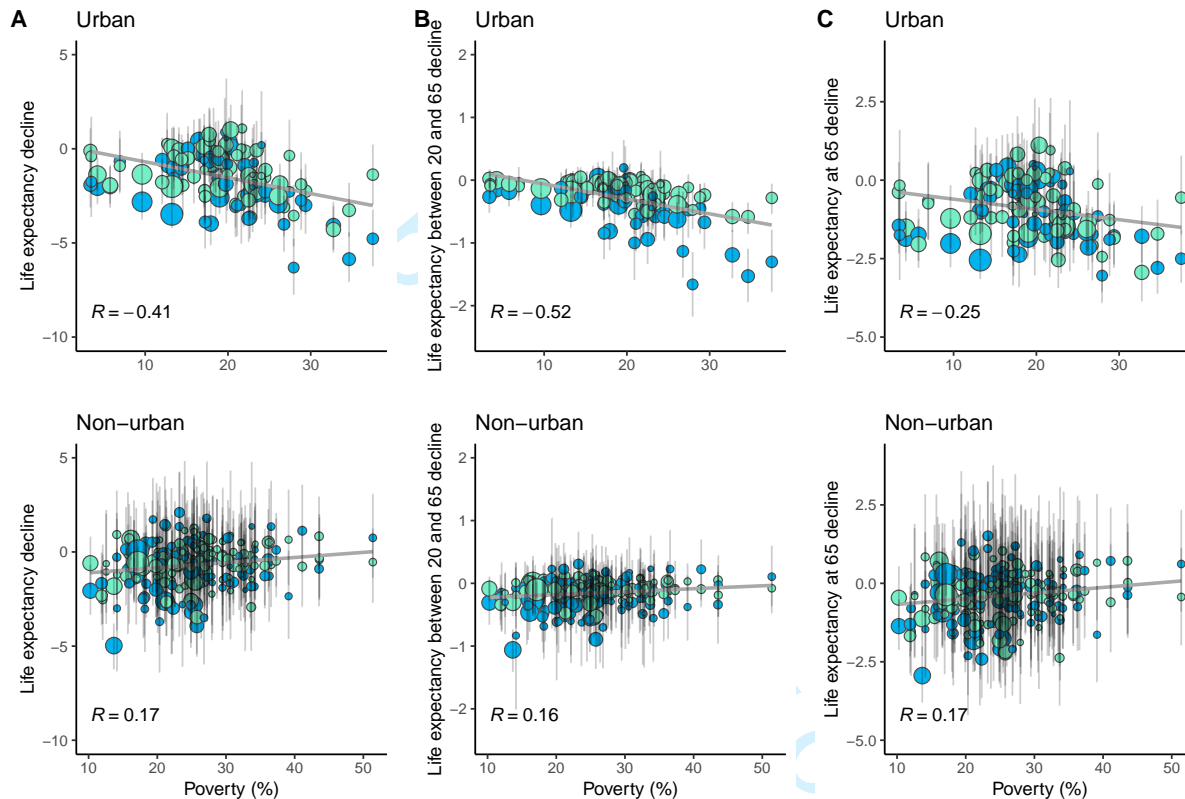 A
Urban
Life expectancy decline
5
0
−5
−10
R = −0.41
10
20
30
B
Urban
Life expectancy between 20 and 65 decline
2
1
0
−1
−2
R = −0.52
10
20
30
C
Urban
Life expectancy at 65 decline
2.5
0.0
−2.5
−5.0
R = −0.25
10
20
30
Non−urban
Life expectancy decline
5
0
−5
−10
R = 0.17
10
20
30
40
50
Poverty (%)
Non−urban
Life expectancy between 20 and 65 decline
2
1
0
−1
−2
R = 0.16
10
20
30
40
50
Poverty (%)
Non−urban
Life expectancy at 65 decline
2.5
0.0
−2.5
−5.0
R = 0.17
10
20
30
40
50
Poverty (%)